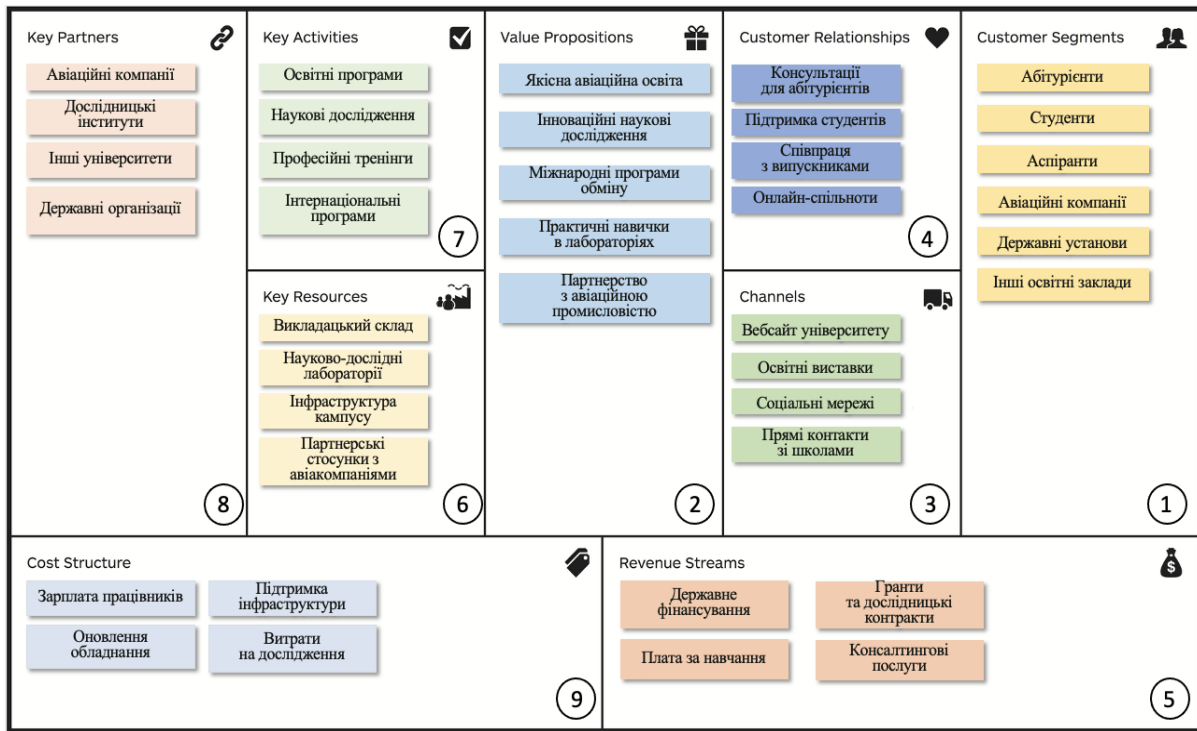 Key Partners
Авіаційні компанії
Дослідницькі
інститути
Інші університети
Державні організації
8
Key Activities
Освітні програми
Наукові дослідження
Професійні тренінги
Інтернаціональні
програми
7
Key Resources
Викладацький склад
Науково-дослідні
лабораторії
Інфраструктура
кампусу
Партнерські
стосунки з
авіакомпаніями
6
Value Propositions
Якісна авіаційна освіта
Інноваційні наукові
дослідження
Міжнародні програми
обміну
Практичні навички
в лабораторіях
Партнерство
з авіаційною
промисловістю
2
Customer Relationships
Консультації
для абітурієнтів
Підтримка студентів
Співпраця
з випускниками
Онлайн-спільноти
4
Channels
Вебсайт університету
Освітні виставки
Соціальні мережі
Прямі контакти
зі школами
3
Customer Segments
Абітурієнти
Студенти
Аспіранти
Авіаційні компанії
Державні установи
Інші освітні заклади
1
Cost Structure
Зарплата працівників
Підтримка
інфраструктури
Оновлення
обладнання
Витрати
на дослідження
9
Revenue Streams
$
Державне
фінансування
Гранти
та дослідницькі
контракти
Плата за навчання
Консалтингові
послуги
5